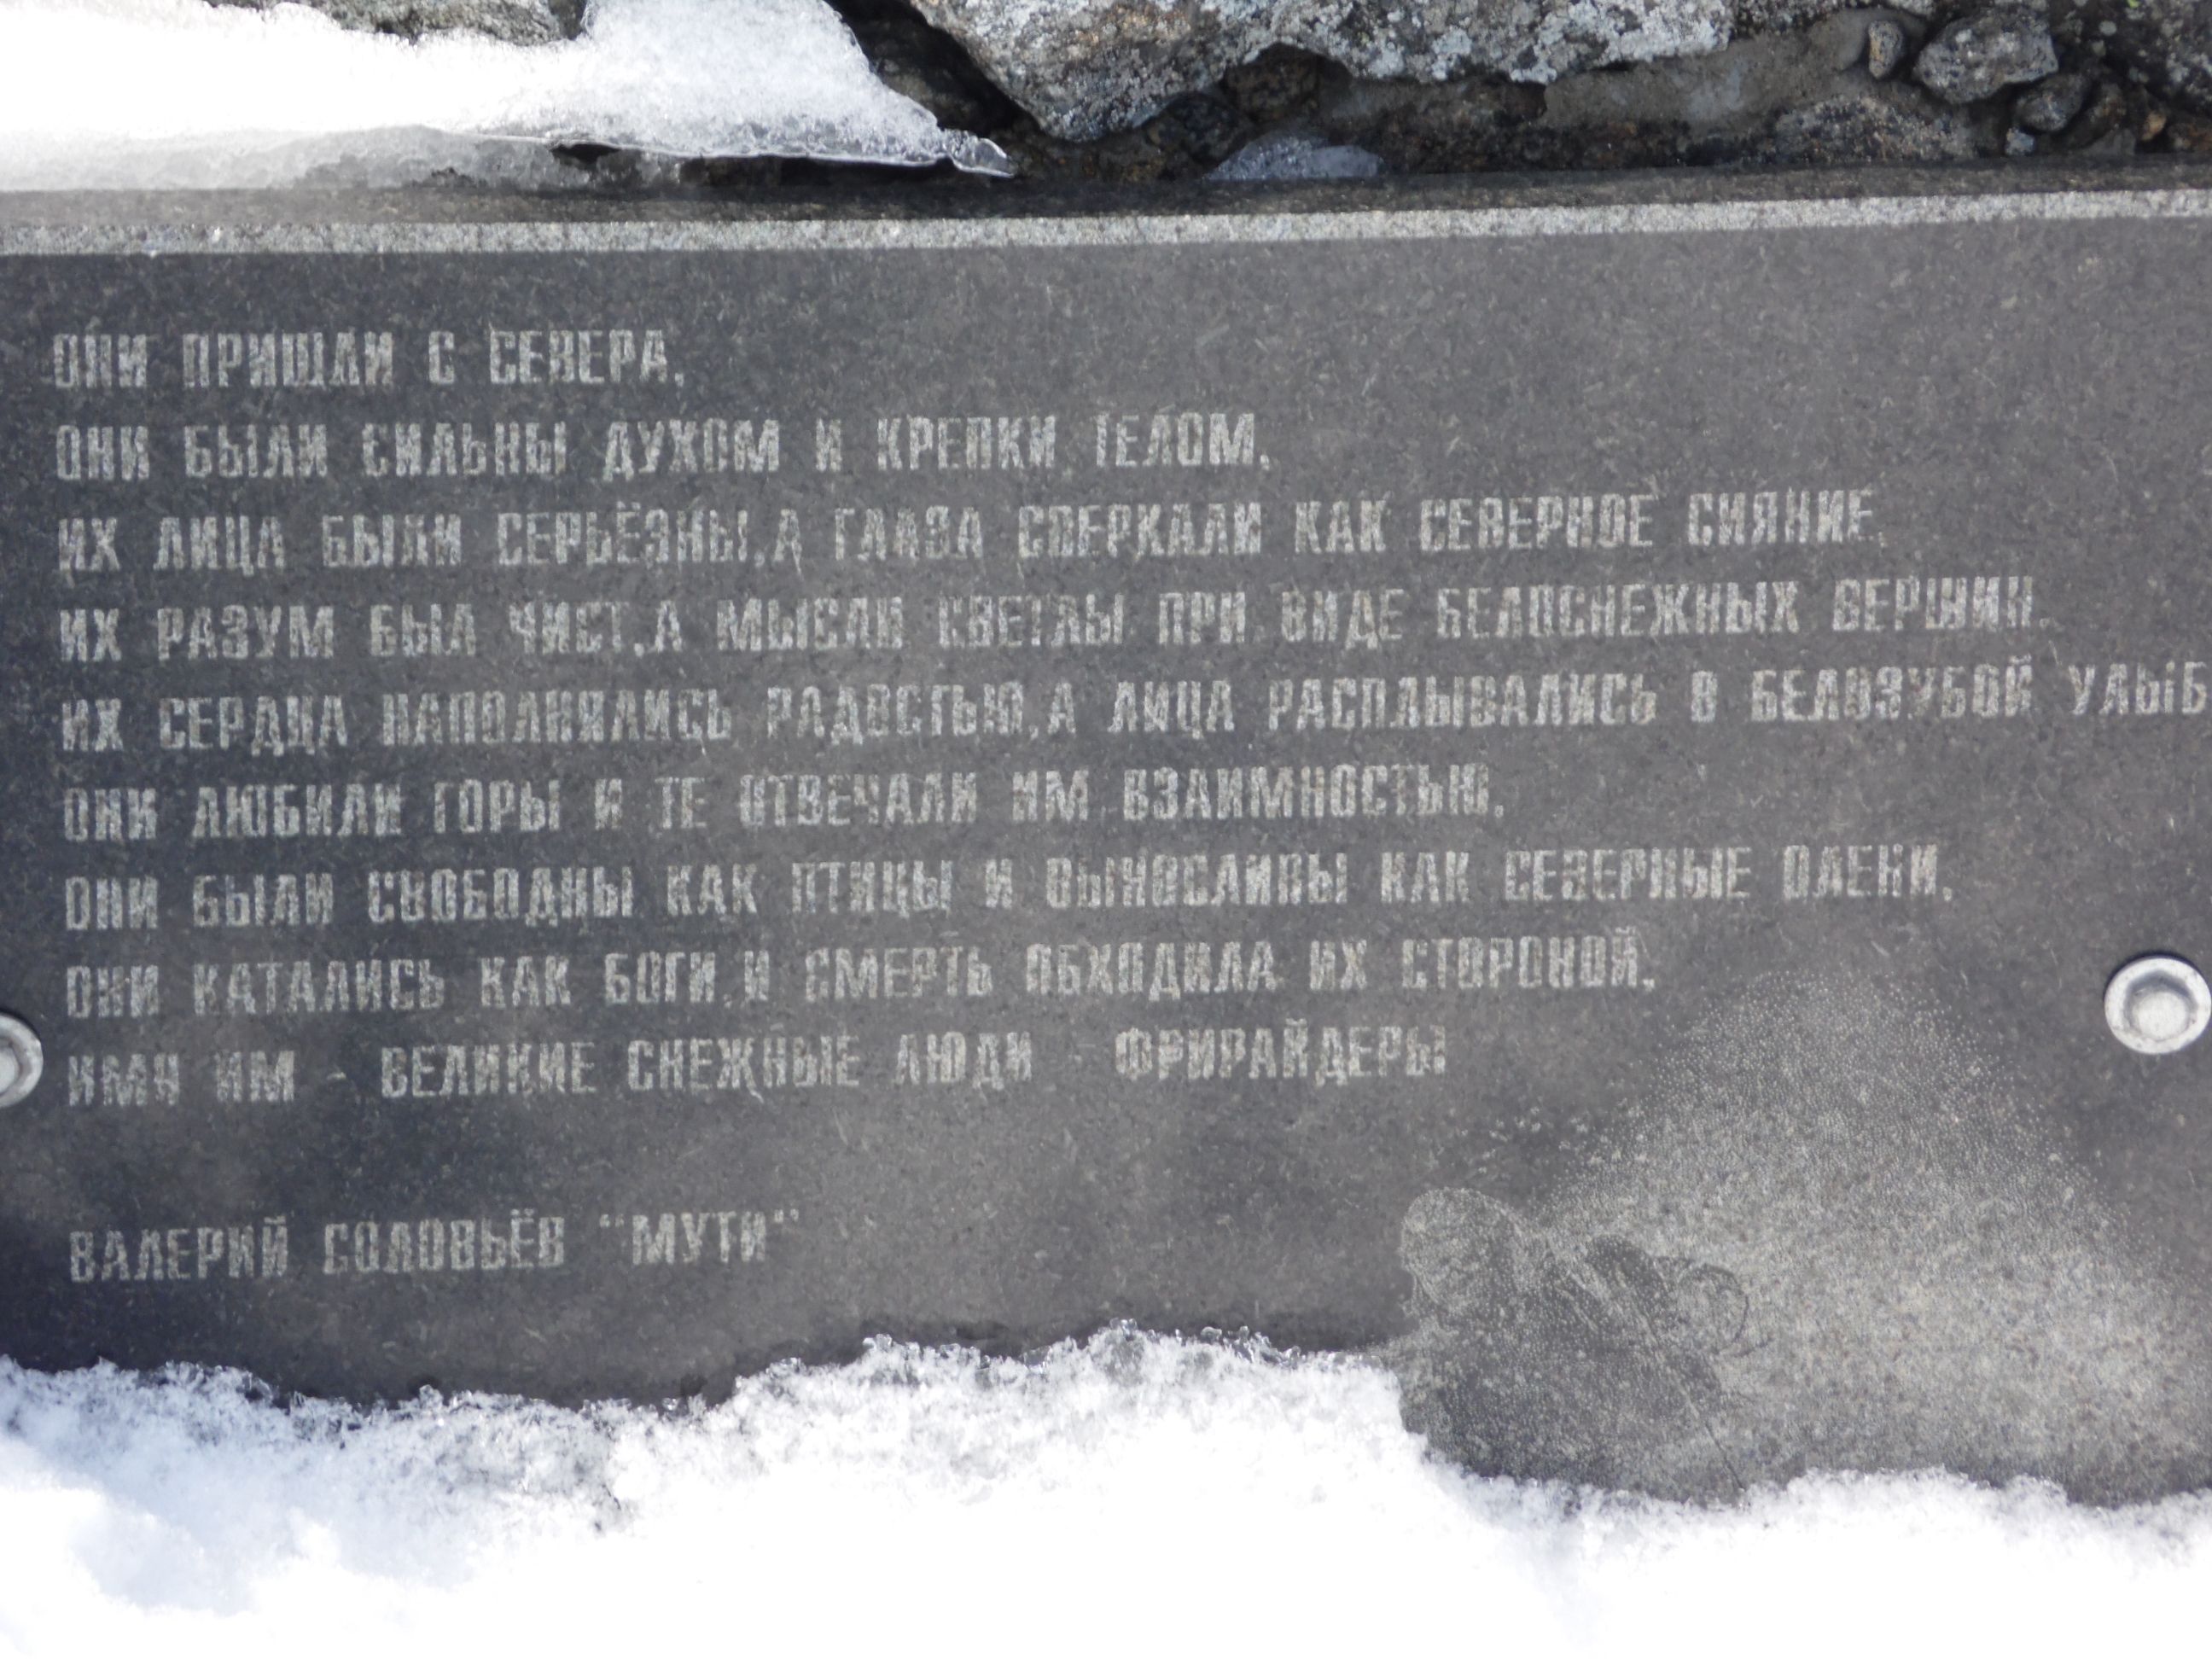 ОНИ ПРИШЛИ С СЕВЕРА.
ОНИ БЫЛИ СИЛЬНЫ ДУХОМ И КРЕПКИ ТЕЛОМ.
ИХ ЛИЦА БЫЛИ СЕРЬЁЗНЫ, А ГЛАЗА СВЕРКАЛИ КАК СЕВЕРНОЕ СИЯНИЕ.
ИХ РАЗУМ БЫЛ ЧИСТ, А МЫСЛИ СВЕТЛЫ ПРИ ВИДЕ БЕЛОСНЕЖНЫХ ВЕРШИН.
ИХ СЕРДЦА НАПОЛНЯЛИСЬ РАДОСТЬЮ, А ЛИЦА РАСПЛЫВАЛИСЬ В БЕЛОЗУБОЙ УЛЫБ
ОНИ ЛЮБИЛИ ГОРЫ И ТЕ ОТВЕЧАЛИ ИМ ВЗАИМНОСТЬЮ.
ОНИ БЫЛИ СВОБОДНЫ КАК ПТИЦЫ И ВЫНОСЛИВЫ КАК СЕВЕРНЫЕ ОЛЕНИ.
ОНИ КАТАЛИСЬ КАК БОГИ, И СМЕРТЬ ОБХОДИЛА ИХ СТОРОНОЙ.
ИМЯ ИМ - ВЕЛИКИЕ СНЕЖНЫЕ ЛЮДИ - ФРИРАЙДЕРЫ
ВАЛЕРИЙ СОЛОВЬЁВ "МУТИ"